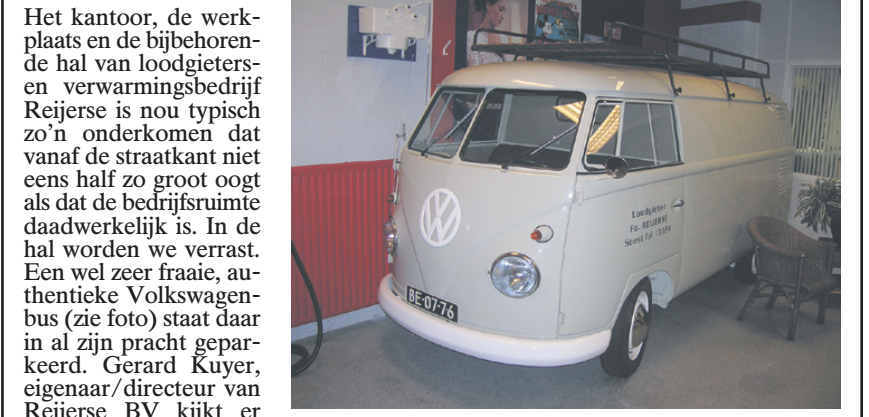 Het kantoor, de werk-
plaats en de bijbehoren-
de hal van loodgieters-
en verwarmingsbedrijf
Reijerse is nou typisch
zo'n onderkomen dat
vanaf de straatkant niet
eens half zo groot oogt
als dat de bedrijfsruimte
daadwerkelijk is. In de
hal worden we verrast.
Een wel zeer fraaie, au-
thentieke Volkswagen-
bus (zie foto) staat daar
in al zijn pracht gepar-
keerd. Gerard Kuyer,
eigenaar/directeur van
Reijerse BV kijkt er
Loodgieter
Fa. REIJERSE
Soest Tel.
BE-07-76